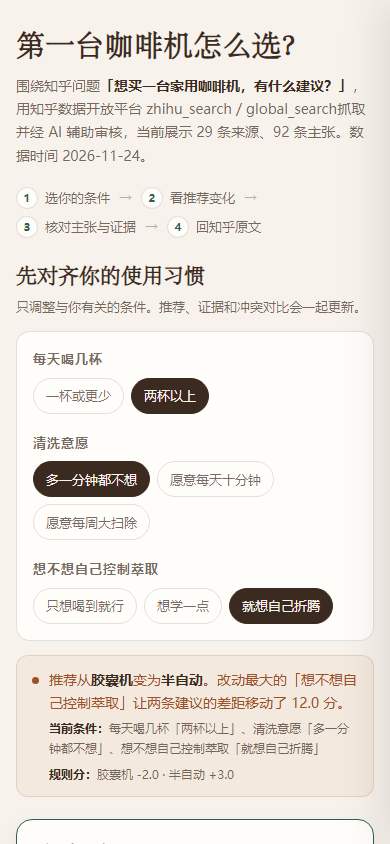 第一台咖啡机怎么选？
围绕知乎问题「想买一台家用咖啡机，有什么建议？」，
用知乎数据开放平台 zhihu_search / global_search抓取
并经 AI 辅助审核，当前展示 29 条来源、92 条主张。数
据时间 2026-11-24。
1 选你的条件 → 2 看推荐变化 →
3 核对主张与证据 → 4 回知乎原文
先对齐你的使用习惯
只调整与你有关的条件。推荐、证据和冲突对比会一起更新。
每天喝几杯
一杯或更少 两杯以上
清洗意愿
多一分钟都不想 愿意每天十分钟
愿意每周大扫除
想不想自己控制萃取
只想喝到就行 想学一点 就想自己折腾
推荐从胶囊机变为半自动。改动最大的「想不想自
己控制萃取」让两条建议的差距移动了 12.0 分。
当前条件：每天喝几杯「两杯以上」、清洗意愿「多一分
钟都不想」、想不想自己控制萃取「就想自己折腾」
规则分：胶囊机 -2.0 · 半自动 +3.0